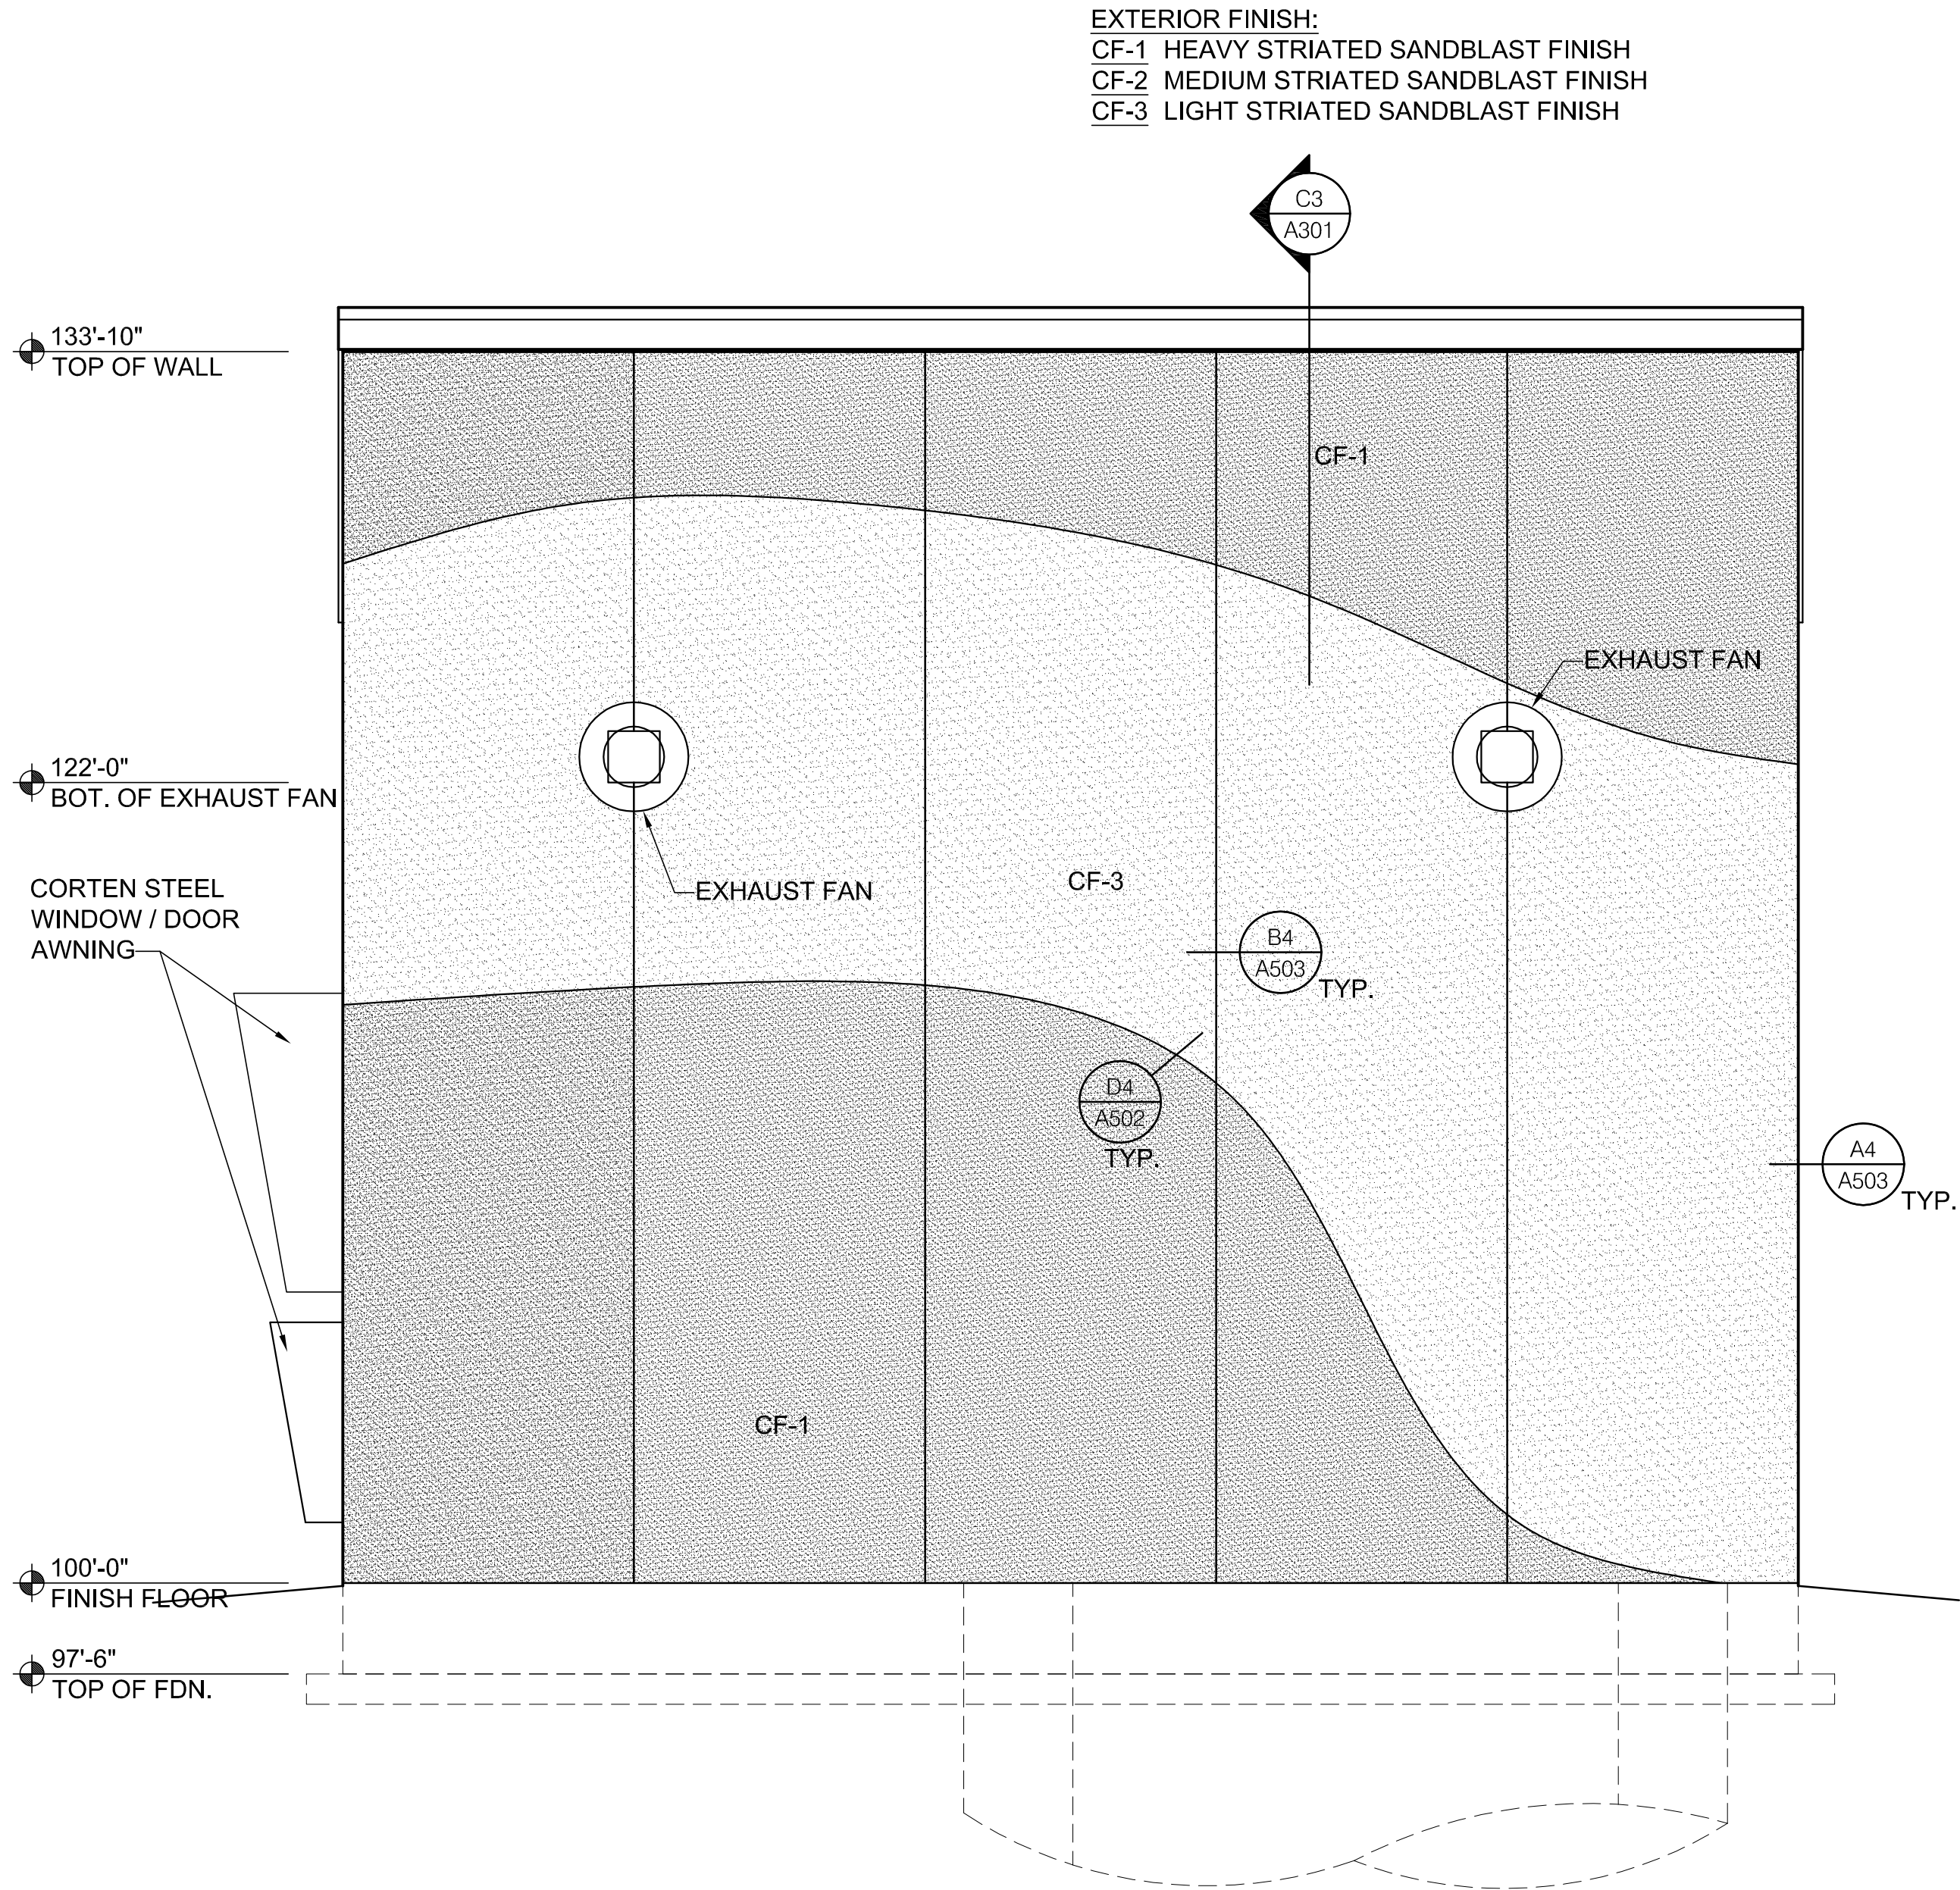 EXTERIOR FINISH:
CF-1 HEAVY STRIATED SANDBLAST FINISH
CF-2 MEDIUM STRIATED SANDBLAST FINISH
CF-3 LIGHT STRIATED SANDBLAST FINISH
C3
A301
133'-10"
TOP OF WALL
CF-1
EXHAUST FAN
122'-0"
BOT. OF EXHAUST FAN
EXHAUST FAN
CF-3
CORTEN STEEL
WINDOW / DOOR
AWNING
B4
A503
TYP.
D4
A502
TYP.
A4
A503
TYP.
CF-1
100'-0"
FINISH FLOOR
97'-6"
TOP OF FDN.